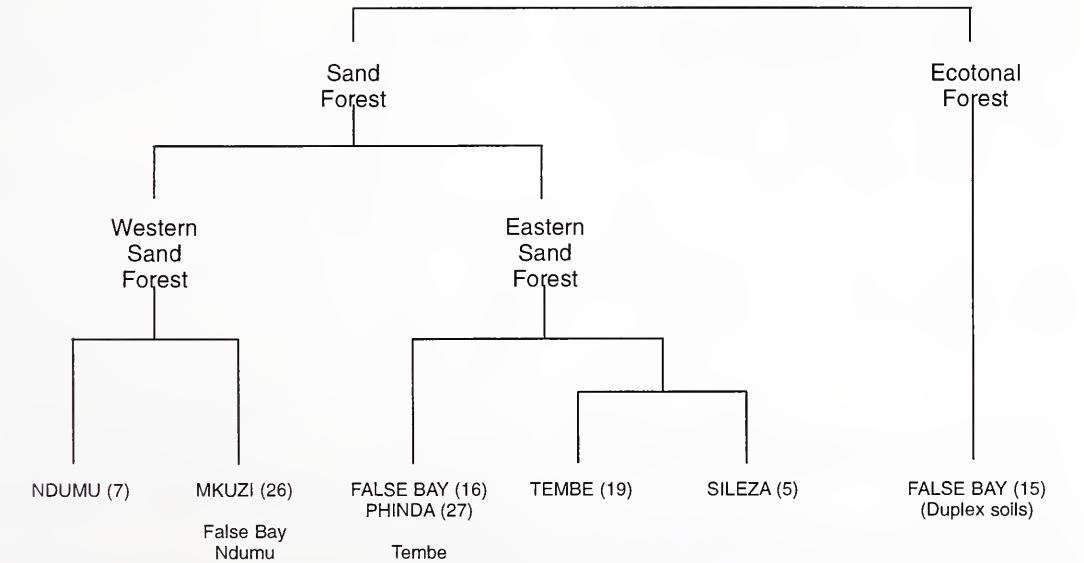 Sand
Forest
Ecotonal
Forest
Western
Sand
Forest
Eastern
Sand
Forest
NDUMU (7)
MKUZI (26)
False Bay
Ndumu
FALSE BAY (16)
PHINDA (27)
Tembe
TEMBE (19)
SILEZA (5)
FALSE BAY (15)
(Duplex soils)